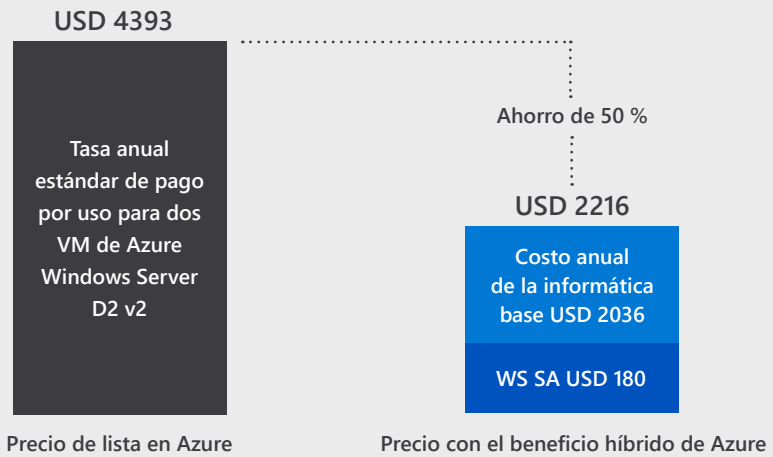 USD 4393
Tasa anual
estándar de pago
por uso para dos
VM de Azure
Windows Server
D2 v2
Precio de lista en Azure
Ahorro de 50 %
USD 2216
Costo anual
de la informática
base USD 2036
WS SA USD 180
Precio con el beneficio híbrido de Azure